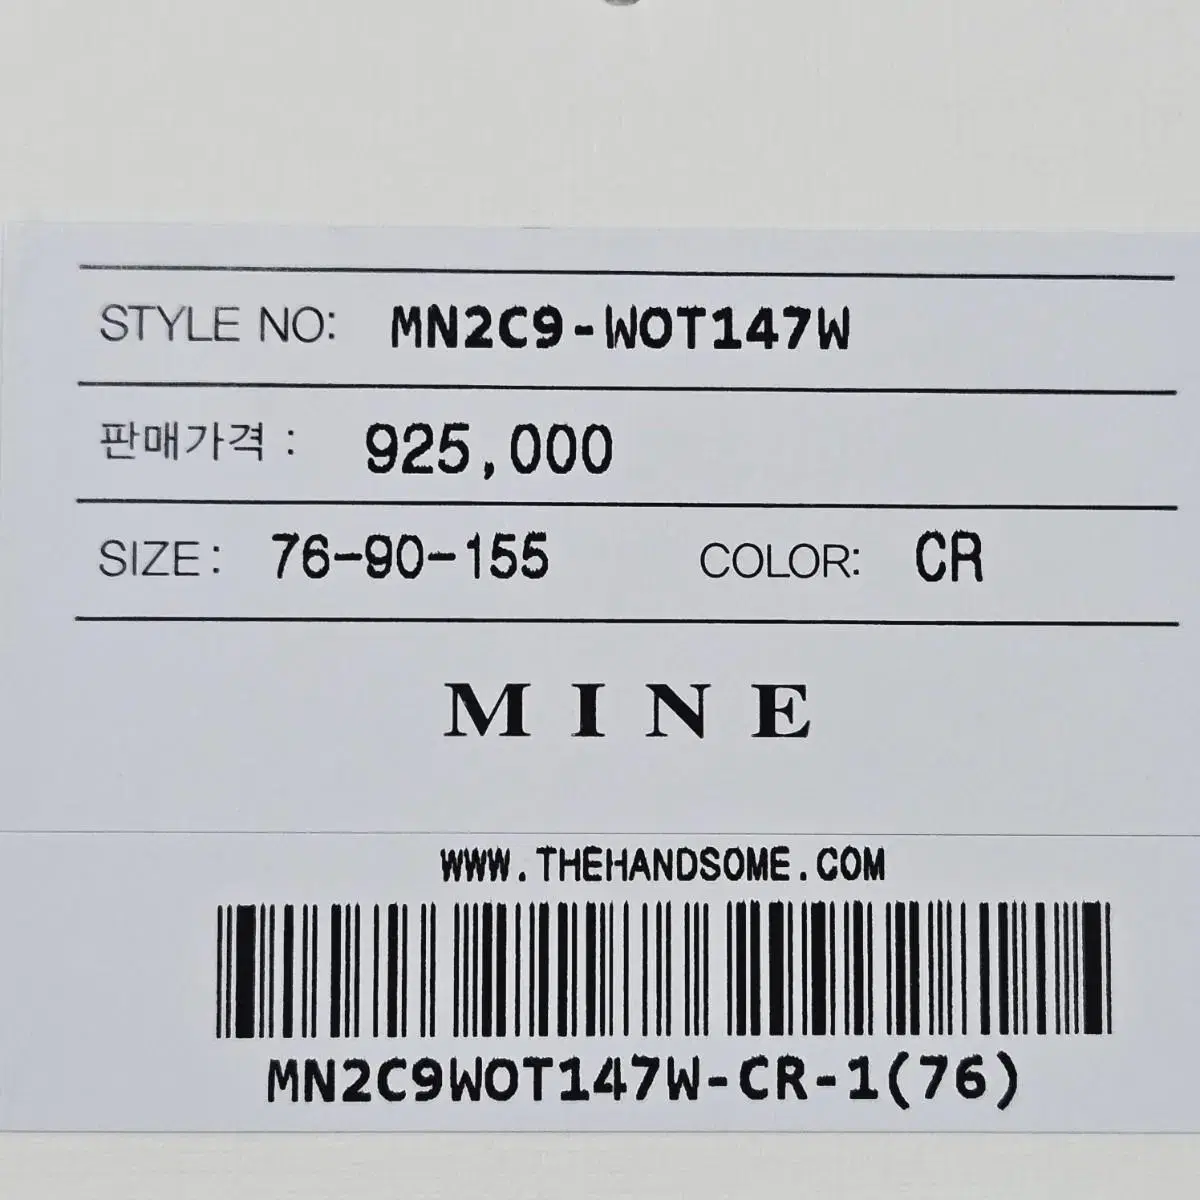 STYLE NO: MN2C9-WOT147W
판매가격 : 925,000
SIZE: 76-90-155 COLOR: CR
MINE
WWW.THEHANDSOME.COM
MN2C9WOT147W-CR-1(76)